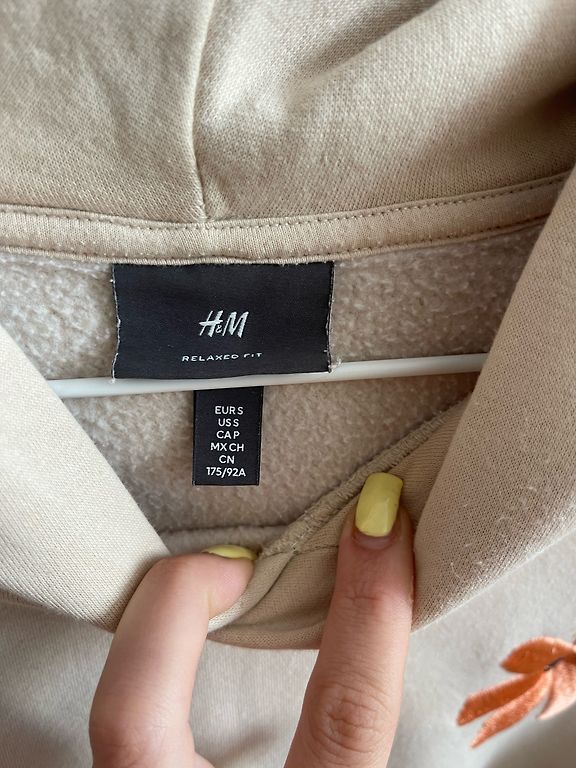 H&M
RELAXED FIT
EUR S
US S
CA P
MX CH
CN
175/92A